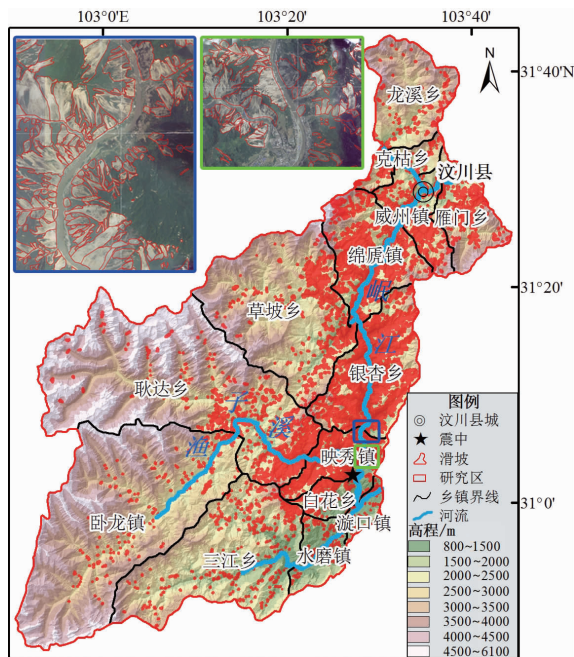 103°0′E
103°20′
103°40′
N
31°40′N
龙溪乡
克枯乡
汶川县
威州镇
雁门乡
绵虒镇
31°20′
岷
草坡乡
江
银杏乡
耿达乡
子
渔
溪
映秀镇
白花乡
31°0′
漩口镇
卧龙镇
三江乡
水磨镇
图例
汶川县城
震中
滑坡
研究区
乡镇界线
河流
高程/m
800~1500
1500~2000
2000~2500
2500~3000
3000~3500
3500~4000
4000~4500
4500~6100